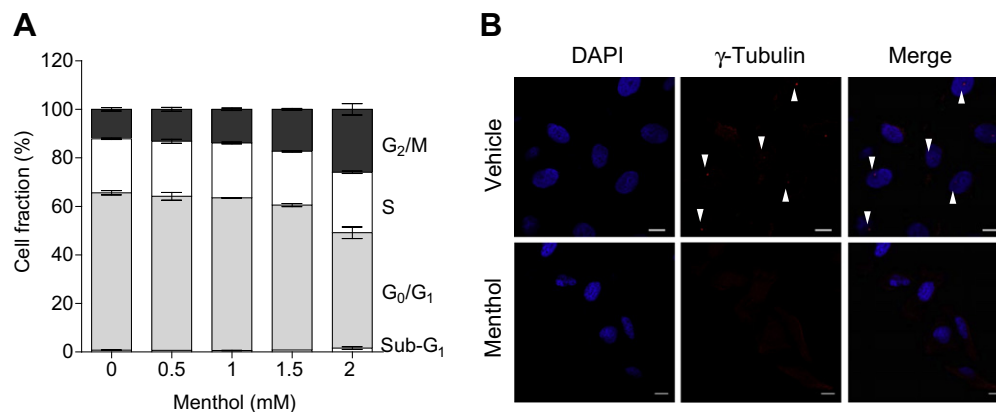 A
120
100
80
60
40
20
0
Cell fraction (%)
G₂/M
S
G₀/G₁
Sub-G₁
0 0.5 1 1.5 2
Menthol (mM)
B
DAPI γ-Tubulin Merge
Vehicle
Menthol